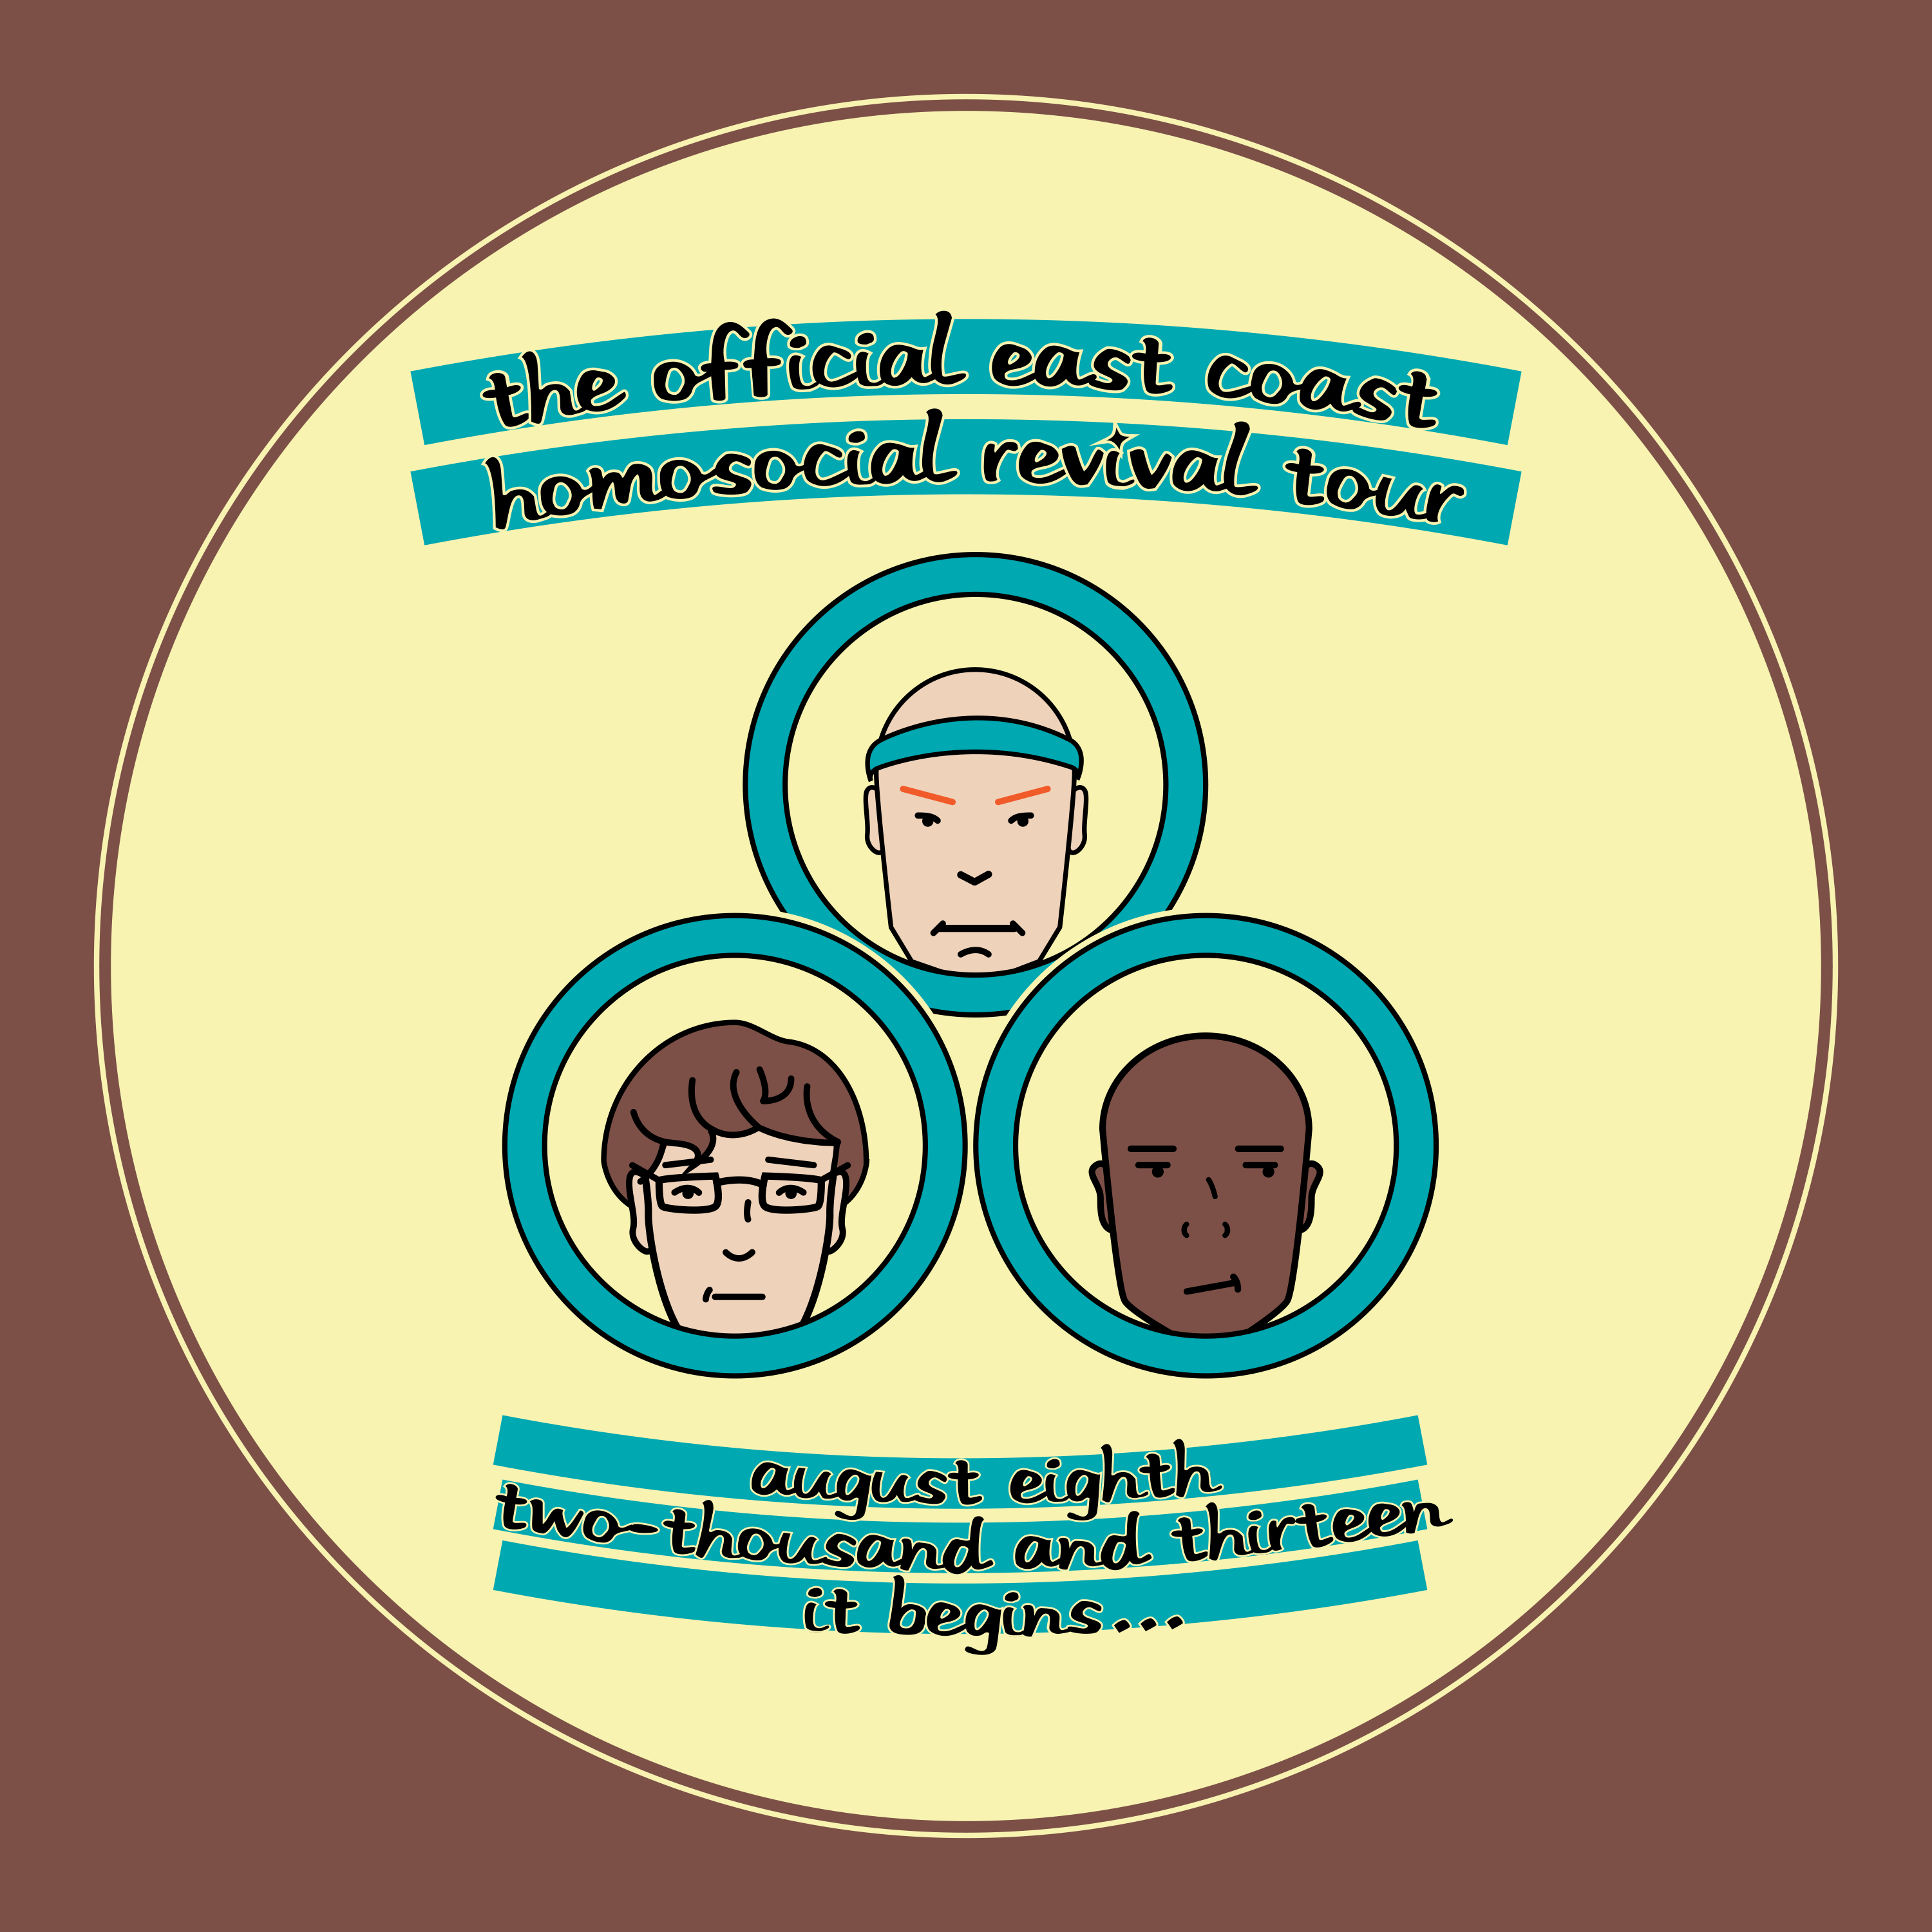 the official east coast
homosocial revival tour
august eighth,
two-thousand and thirteen
it begins...